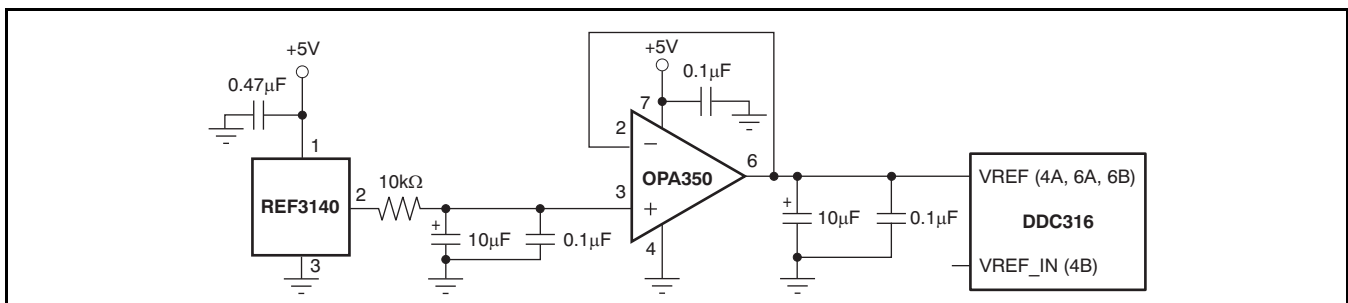 +5V
0.47μF
1
REF3140
2
10kΩ
3
+
10μF
0.1μF
+5V
0.1μF
7
2
−
OPA350
6
3
+
4
+
10μF
0.1μF
VREF (4A, 6A, 6B)
DDC316
VREF_IN (4B)